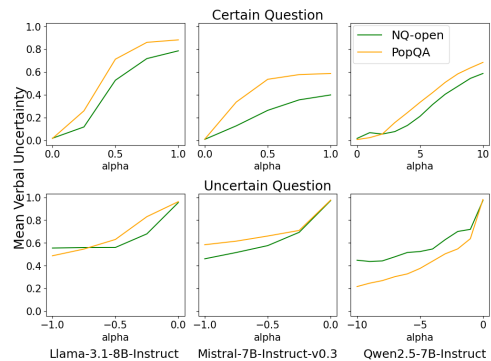 Certain Question
NQ-open
PopQA
1.0
0.8
0.6
0.4
0.2
0.0
0.0 0.5 1.0
0.0 0.5 1.0
0 5 10
alpha alpha alpha
Mean Verbal Uncertainty
Uncertain Question
1.0
0.8
0.6
0.4
0.2
0.0
−1.0 −0.5 0.0
−1.0 −0.5 0.0
−10 −5 0
alpha alpha alpha
Llama-3.1-8B-Instruct Mistral-7B-Instruct-v0.3 Qwen2.5-7B-Instruct